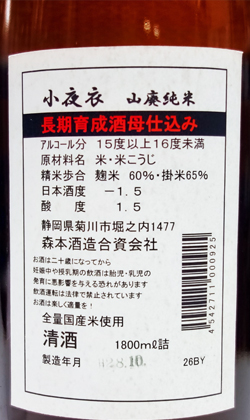 小夜衣　山廃純米
長期育成酒母仕込み
アルコール分　15度以上16度未満
原材料名　米・米こうじ
精米歩合　麹米　60%・掛米65%
日本酒度　－1.5
酸　度　1.5
静岡県菊川市堀之内1477
森本酒造合資会社
お酒は二十歳になってから
妊娠中や授乳期の飲酒は胎児・乳児の
発育に悪影響を与える恐れがあります
飲酒運転は法律で禁止されています
お酒は楽しく適量を！
全量国産米使用
清酒　1800mℓ詰
製造年月　28.10.　26BY
4 542711 000925